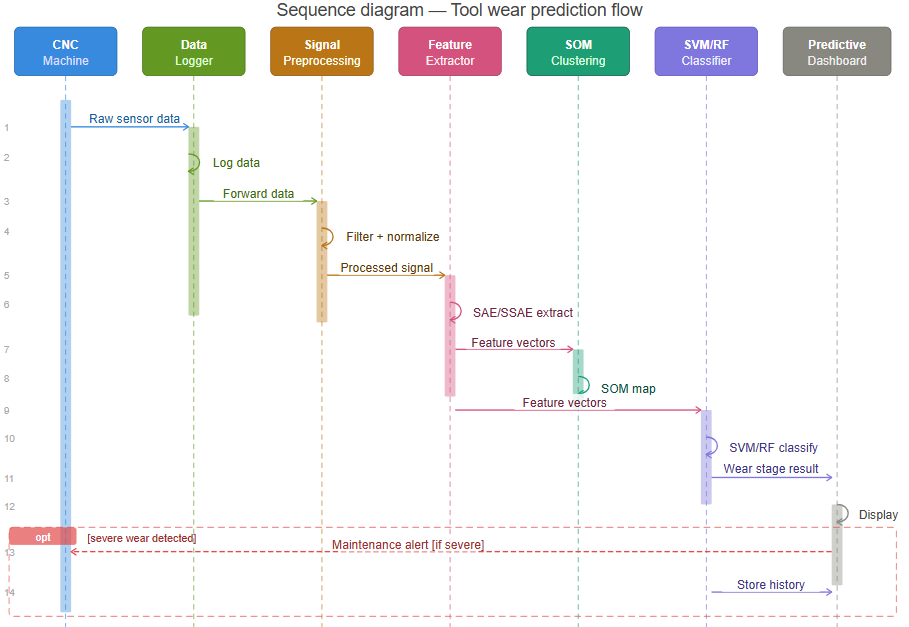 Sequence diagram — Tool wear prediction flow
CNC
Machine
Data
Logger
Signal
Preprocessing
Feature
Extractor
SOM
Clustering
SVM/RF
Classifier
Predictive
Dashboard
1
Raw sensor data
2
Log data
3
Forward data
4
Filter + normalize
5
Processed signal
6
SAE/SSAE extract
7
Feature vectors
8
SOM map
9
Feature vectors
10
SVM/RF classify
11
Wear stage result
12
Display
opt
[severe wear detected]
13
Maintenance alert [if severe]
14
Store history